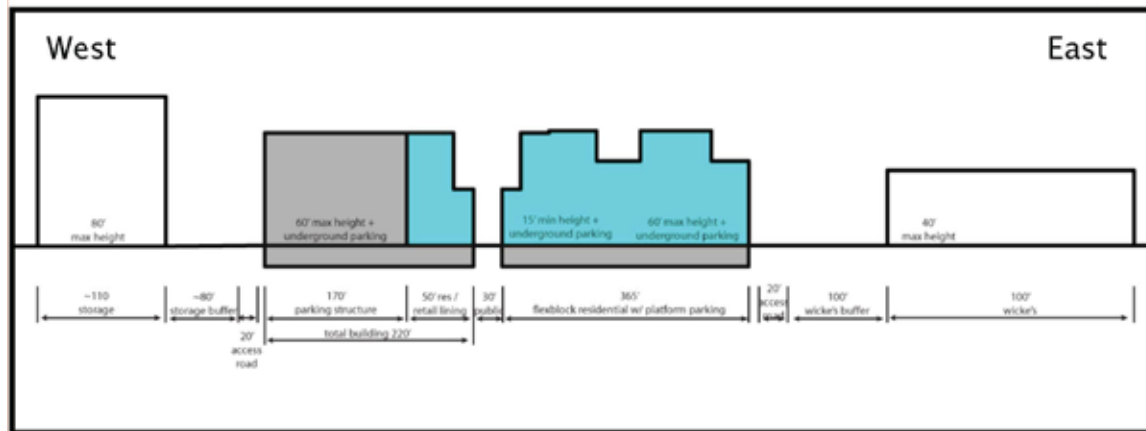 West
East
80'
max height
60' max height +
underground parking
15' min height +
underground parking
60' max height +
underground parking
40'
max height
~110
storage
~80'
storage buffer
20'
access
road
170'
parking structure
50' res /
retail lining
total building 220'
30'
public
365'
flexblock residential w/ platform parking
20'
access
road
100'
wicke's buffer
100'
wicke's